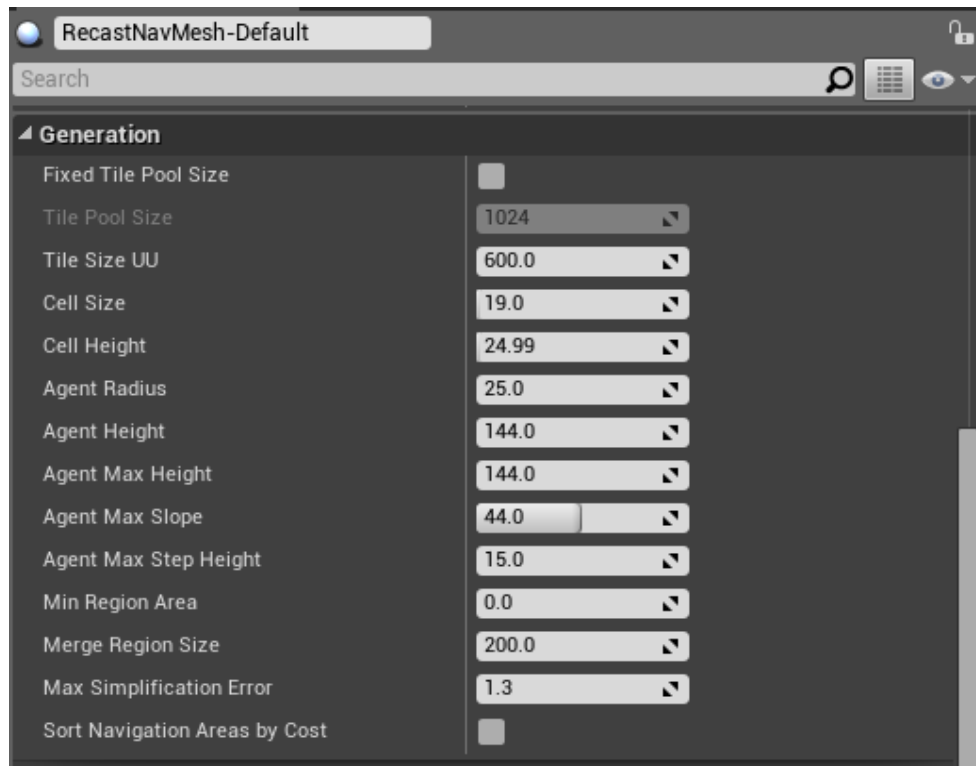 RecastNavMesh-Default
Search
Generation
Fixed Tile Pool Size
Tile Pool Size 1024
Tile Size UU 600.0
Cell Size 19.0
Cell Height 24.99
Agent Radius 25.0
Agent Height 144.0
Agent Max Height 144.0
Agent Max Slope 44.0
Agent Max Step Height 15.0
Min Region Area 0.0
Merge Region Size 200.0
Max Simplification Error 1.3
Sort Navigation Areas by Cost